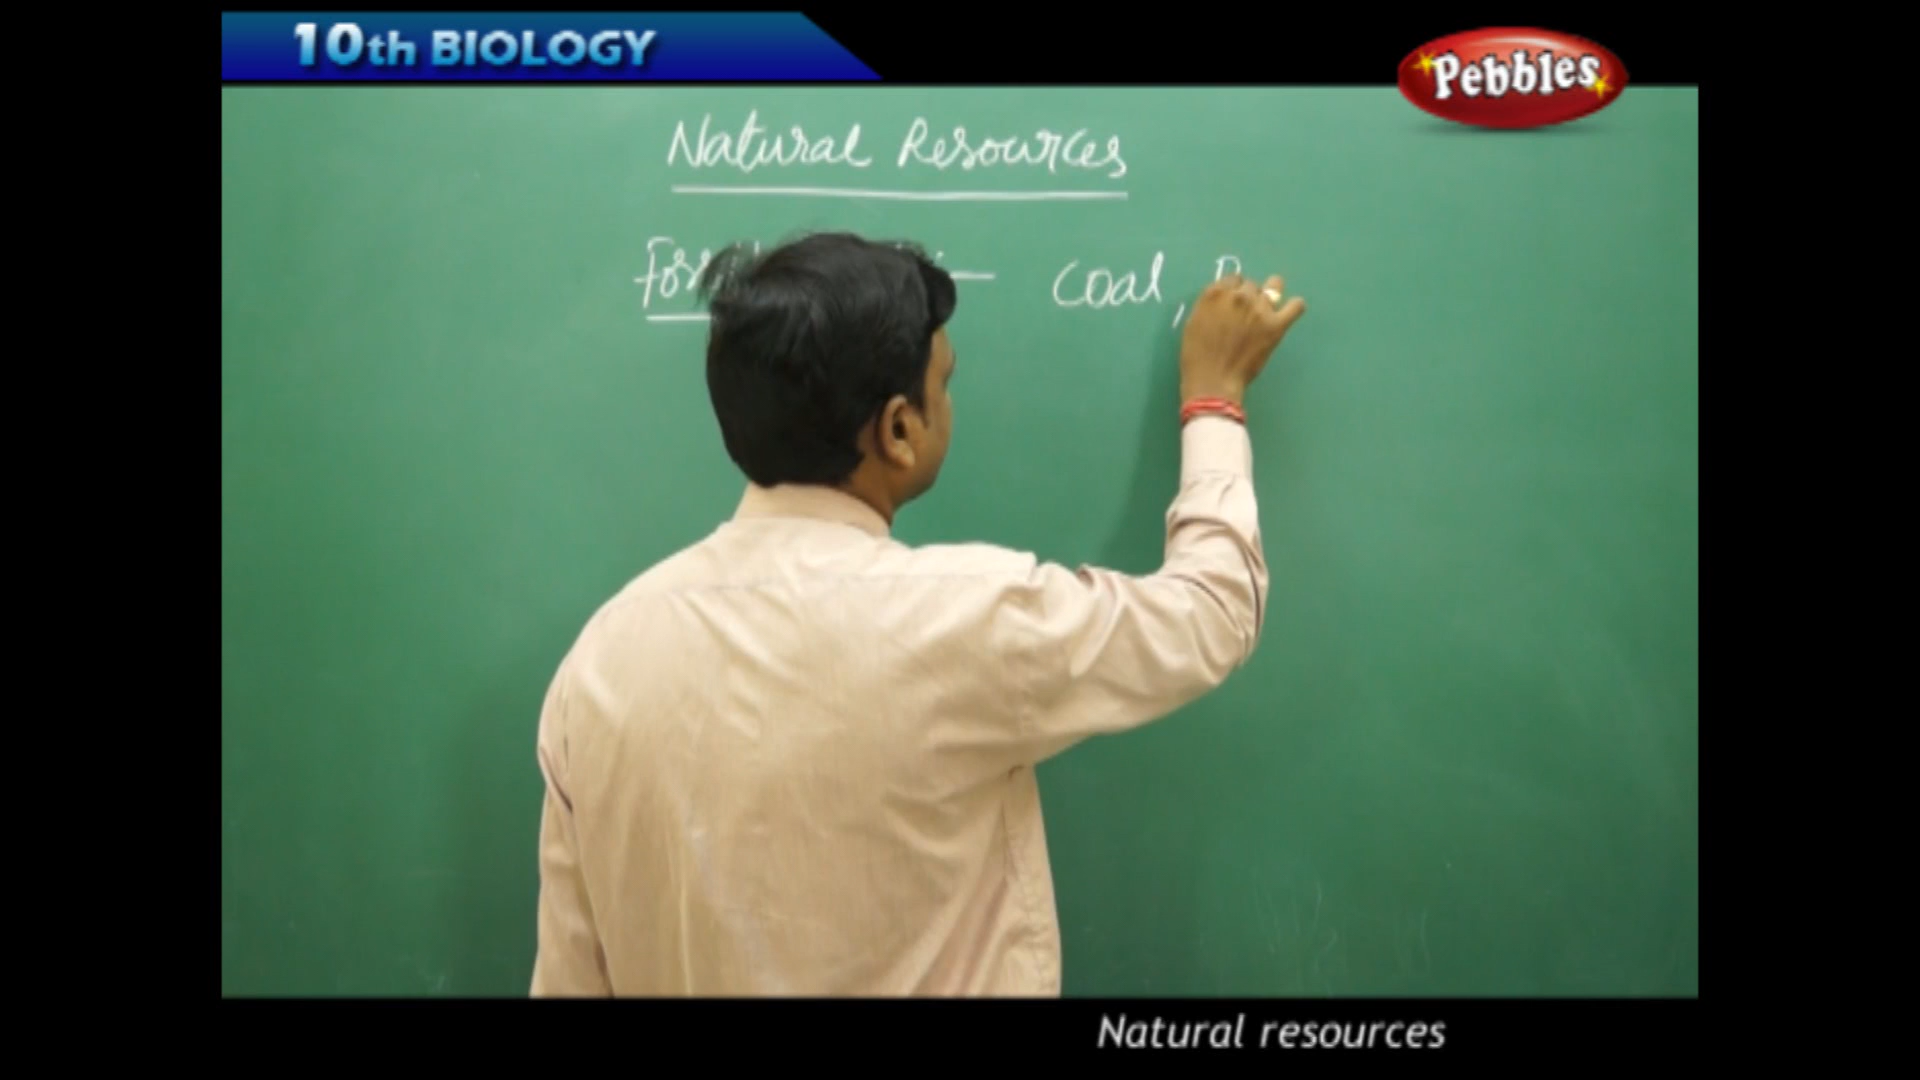 10th BIOLOGY
Pebbles
Natural Resources
Coal,
Natural resources